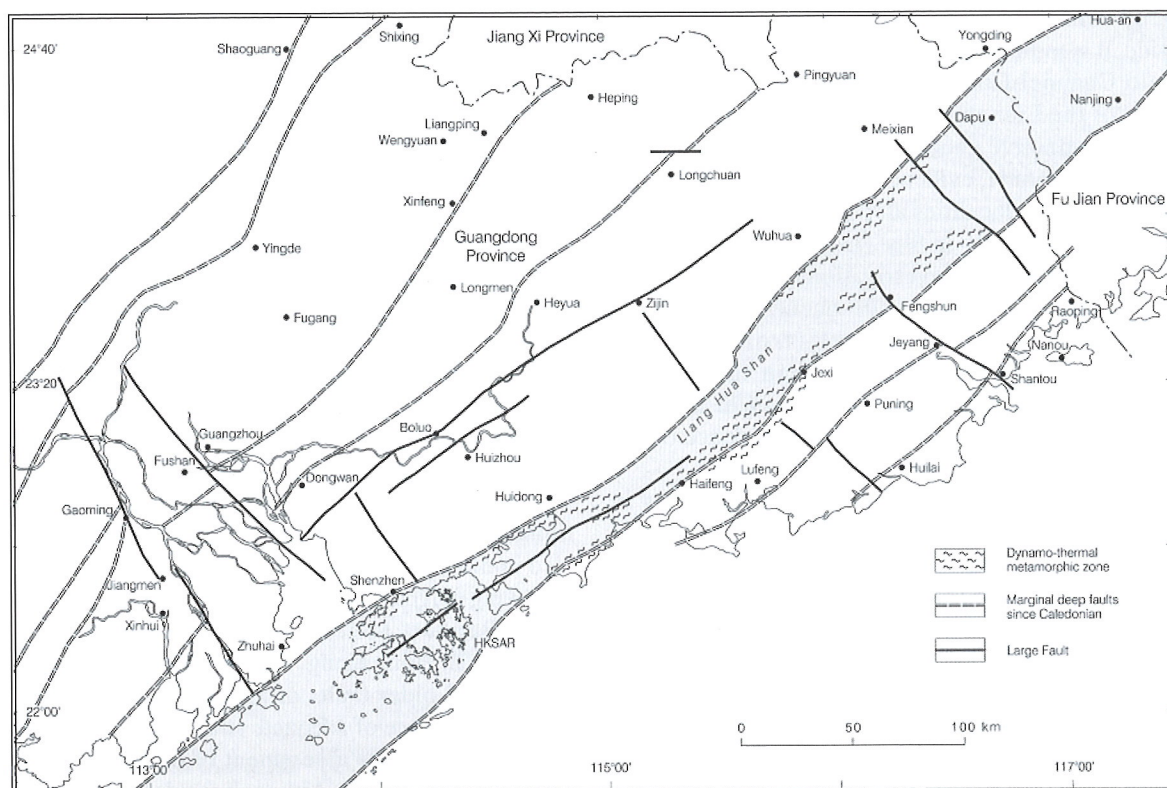 Hua-an
24°40'
Shaoguang
Shixing
Jiang Xi Province
Yongding
Pingyuan
Heping
Nanjing
Liangping
Wengyuan
Meixian
Dapu
Longchuan
Xinfeng
Fu Jian Province
Guangdong
Province
Wuhua
Yingde
Longmen
Heyua
Zijin
Fengshun
Raoping
Fugang
Jeyang
Nanou
23°20
Liang Hua Shan
Jexi
Shantou
Puning
Boluo
Guangzhou
Fushan
Huizhou
Huilai
Dongwan
Lufeng
Haifeng
Huidong
Gaoming
Dynamo-thermal
metamorphic zone
Jiangmen
Shenzhen
Marginal deep faults
since Caledonian
Xinhui
Zhuhai
HKSAR
Large Fault
22°00'
0 50 100 km
113°00'
115°00'
117°00'